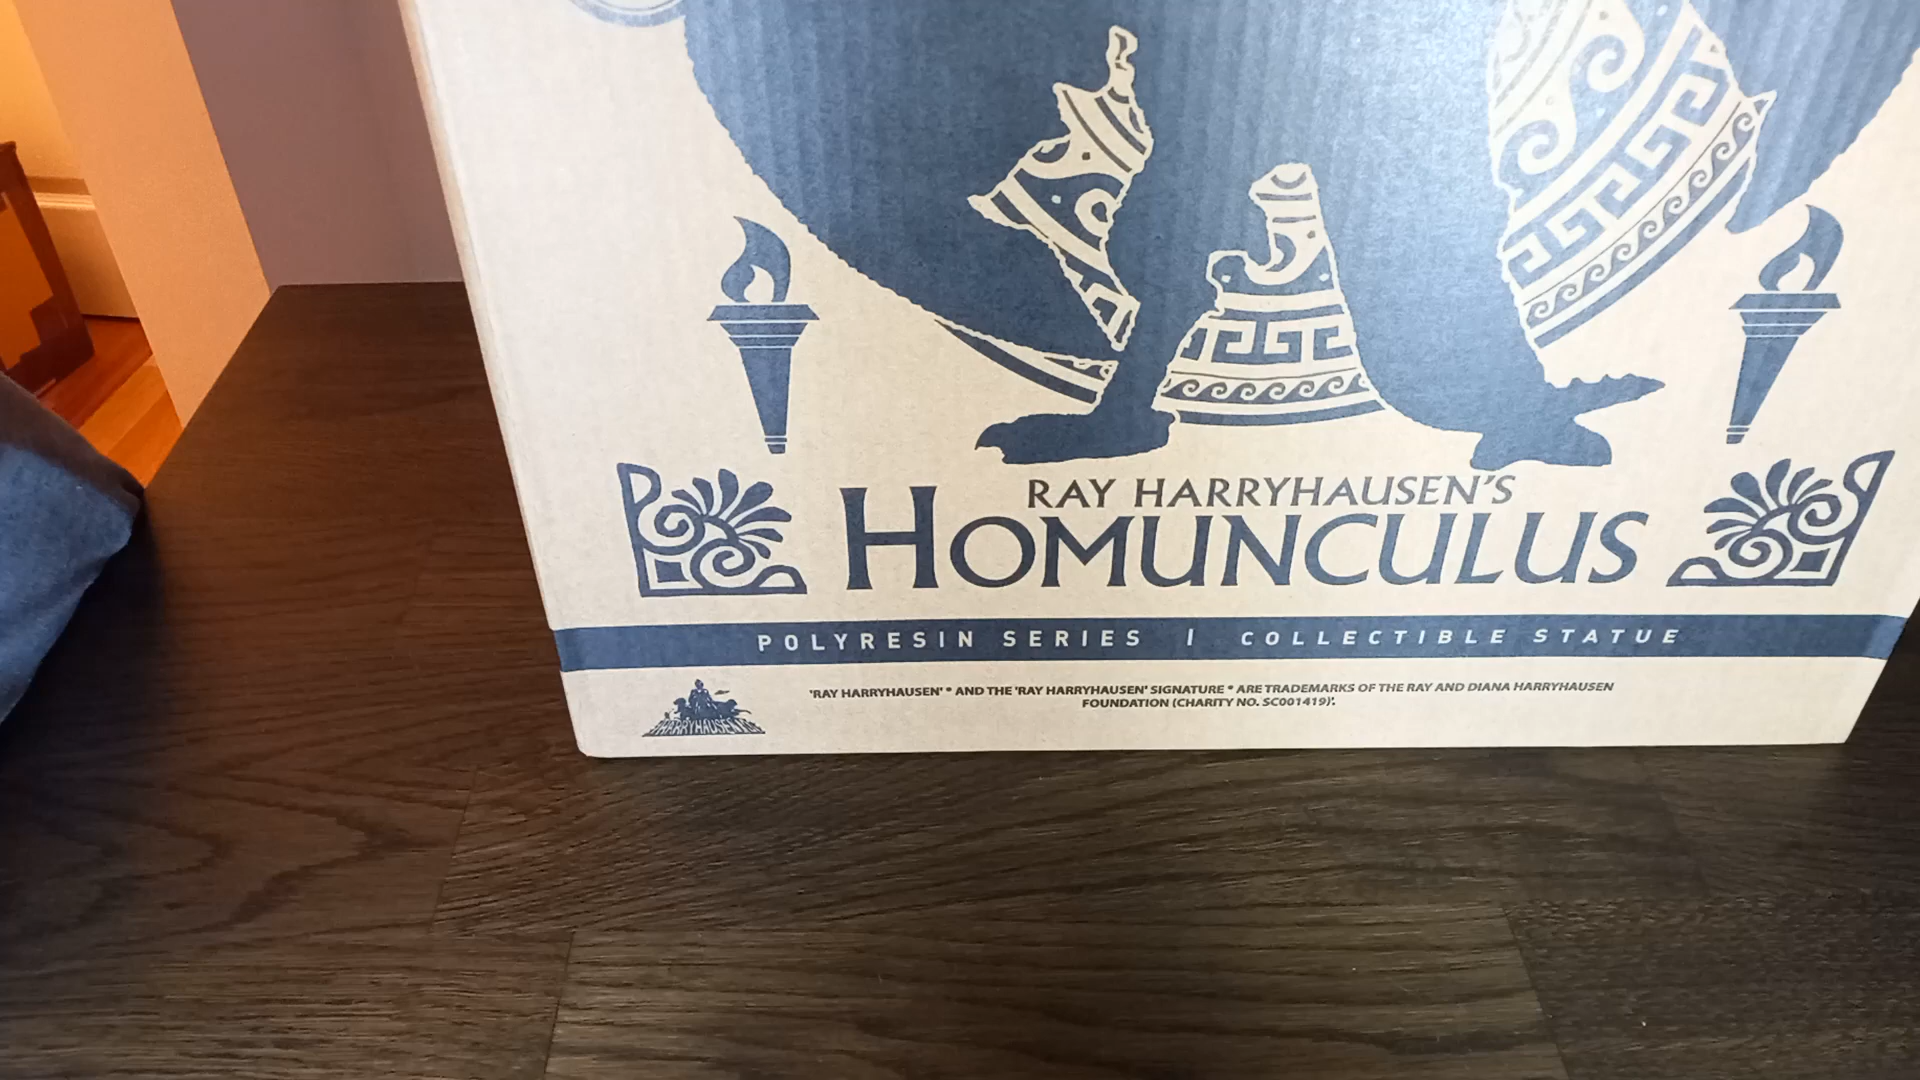 RAY HARRYHAUSEN'S
HOMUNCULUS
POLYRESIN SERIES | COLLECTIBLE STATUE
'RAY HARRYHAUSEN' ® AND THE 'RAY HARRYHAUSEN' SIGNATURE ® ARE TRADEMARKS OF THE RAY AND DIANA HARRYHAUSEN
FOUNDATION (CHARITY NO. SC001419)'.
HARRYHAUSEN